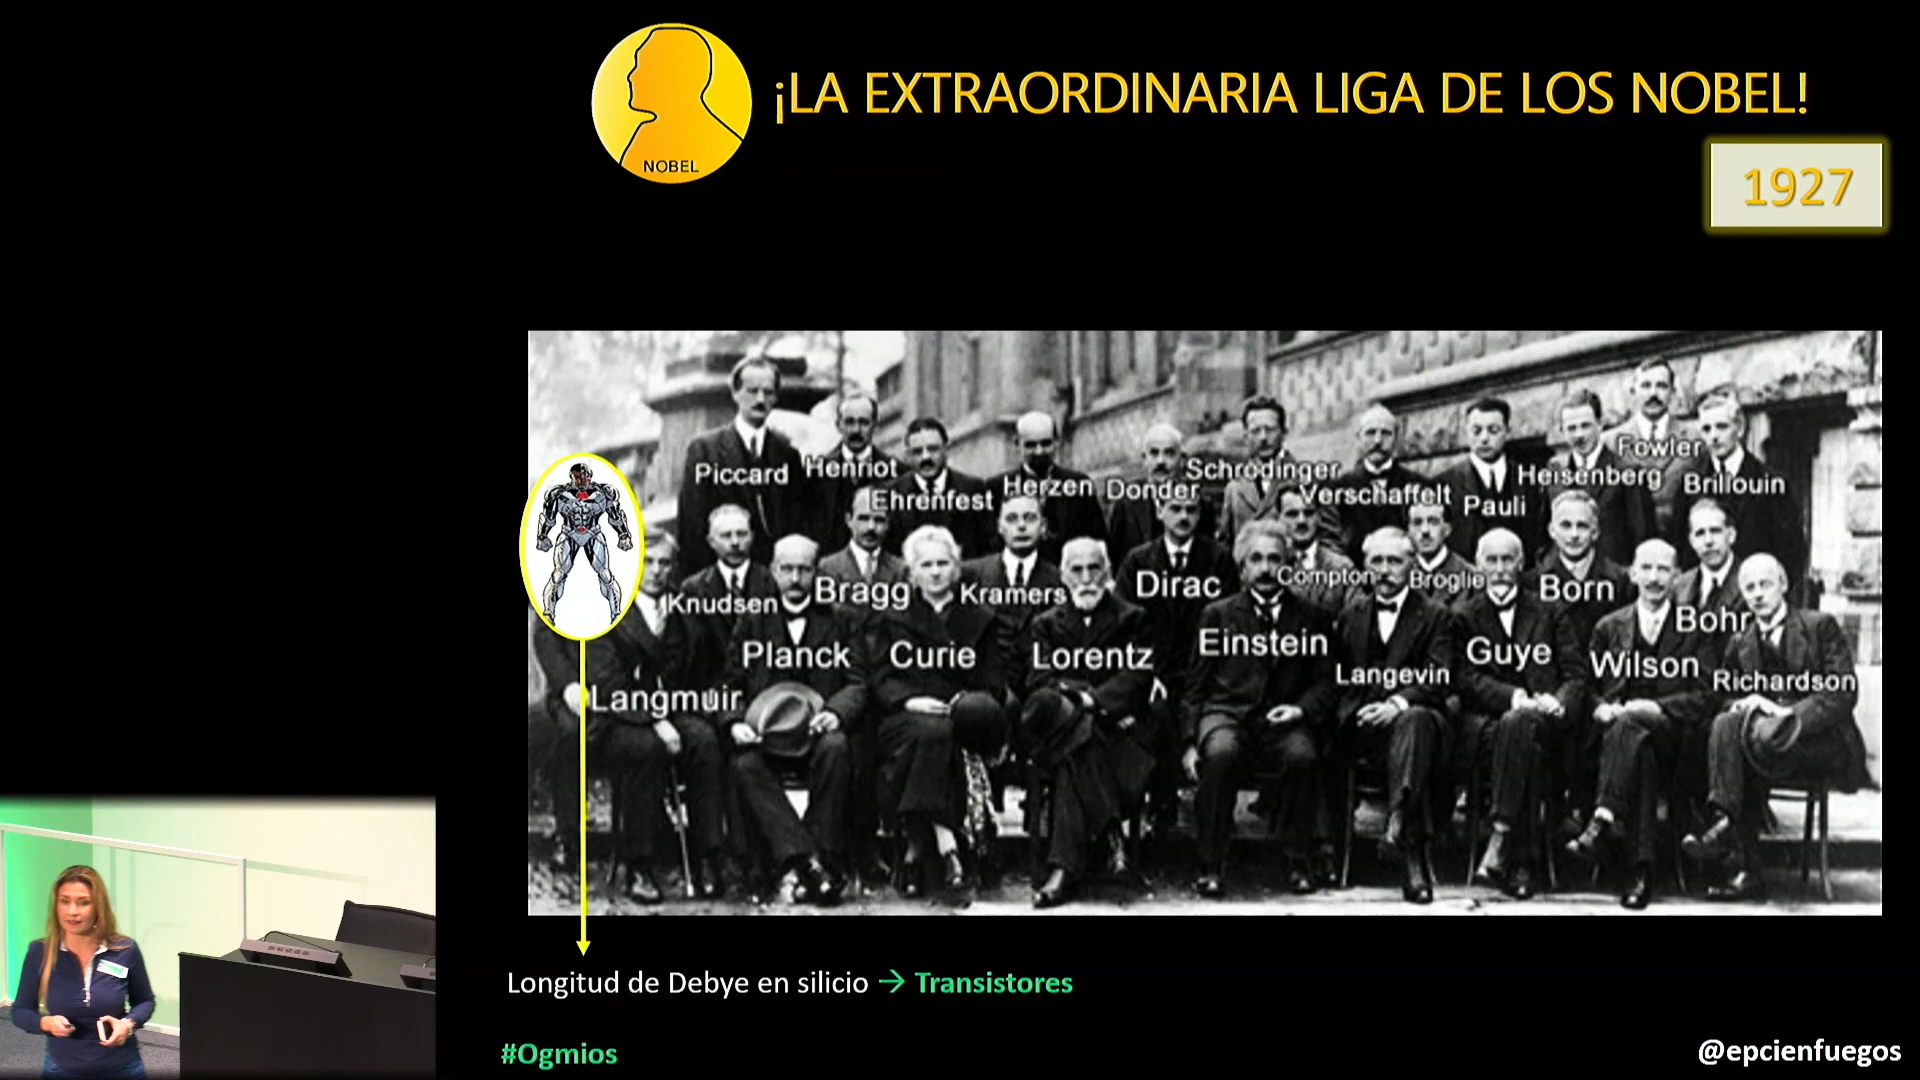 ¡LA EXTRAORDINARIA LIGA DE LOS NOBEL!
NOBEL
1927
Fowler
Piccard Henriot Ehrenfest Herzen Donder Schrodinger Verschaffelt Pauli Heisenberg Brillouin
Knudsen Bragg Kramers Dirac Compton Broglie Born Bohr
Langmuir Planck Curie Lorentz Einstein Langevin Guye Wilson Richardson
Longitud de Debye en silicio → Transistores
#Ogmios
@epcienfuegos